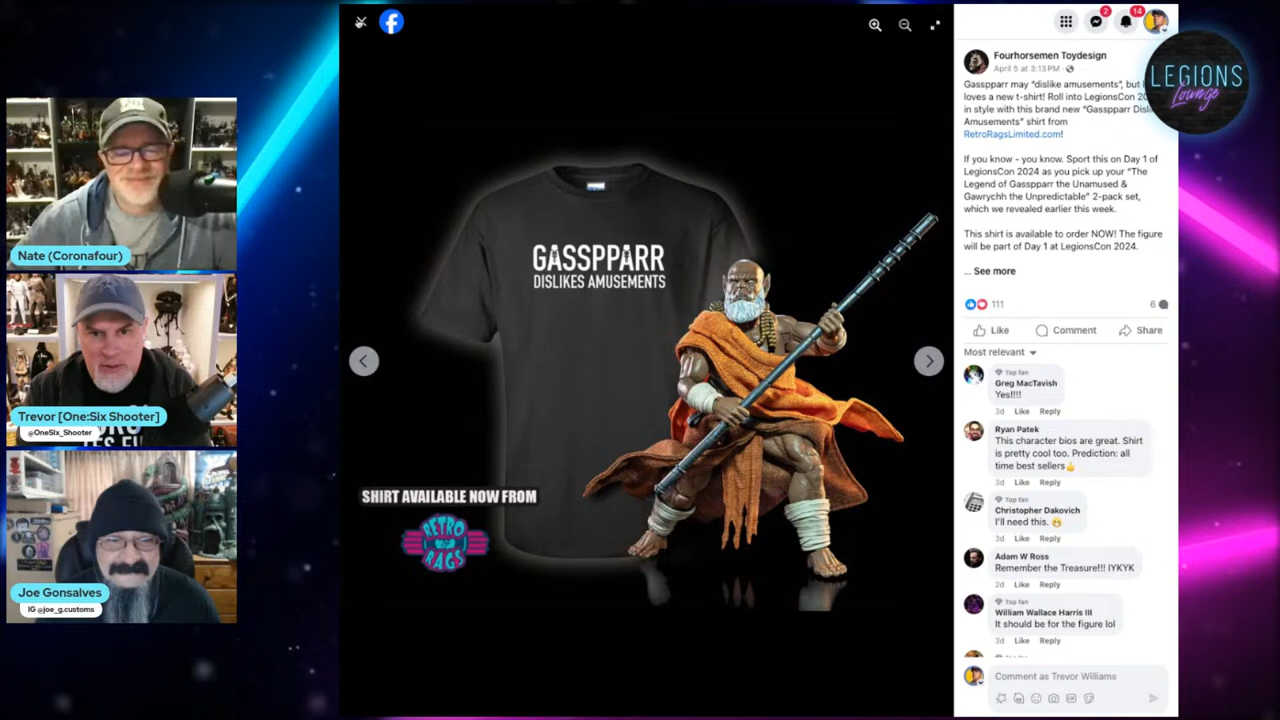 Nate (Coronafour)
Trevor [One:Six Shooter]
@OneSIx_Shooter
Joe Gonsalves
IG @joe_g.customs
GASSPPARR
DISLIKES AMUSEMENTS
SHIRT AVAILABLE NOW FROM
RETRO
RAGS
2
14
LEGIONS
Lounge
Fourhorsemen Toydesign
April 5 at 3:13 PM
Gasspparr may "dislike amusements", but
loves a new t-shirt! Roll into LegionsCon
in style with this brand new "Gasspparr
Amusements" shirt from
RetroRagsLimited.com!
If you know - you know. Sport this on Day 1 of
LegionsCon 2024 as you pick up your "The
Legend of Gasspparr the Unamused &
Gawrychh the Unpredictable" 2-pack set,
which we revealed earlier this week.
This shirt is available to order NOW! The figure
will be part of Day 1 at LegionsCon 2024.
... See more
111
6
Like Comment Share
Most relevant
Top fan
Greg MacTavish
Yes!!!!
3d Like Reply
Ryan Patek
This character bios are great. Shirt
is pretty cool too. Prediction: all
time best sellers👍
3d Like Reply
Top fan
Christopher Dakovich
I'll need this. 😁
3d Like Reply
Adam W Ross
Remember the Treasure!!! IYKYK
2d Like Reply
Top fan
William Wallace Harris III
It should be for the figure lol
3d Like Reply
Comment as Trevor Williams